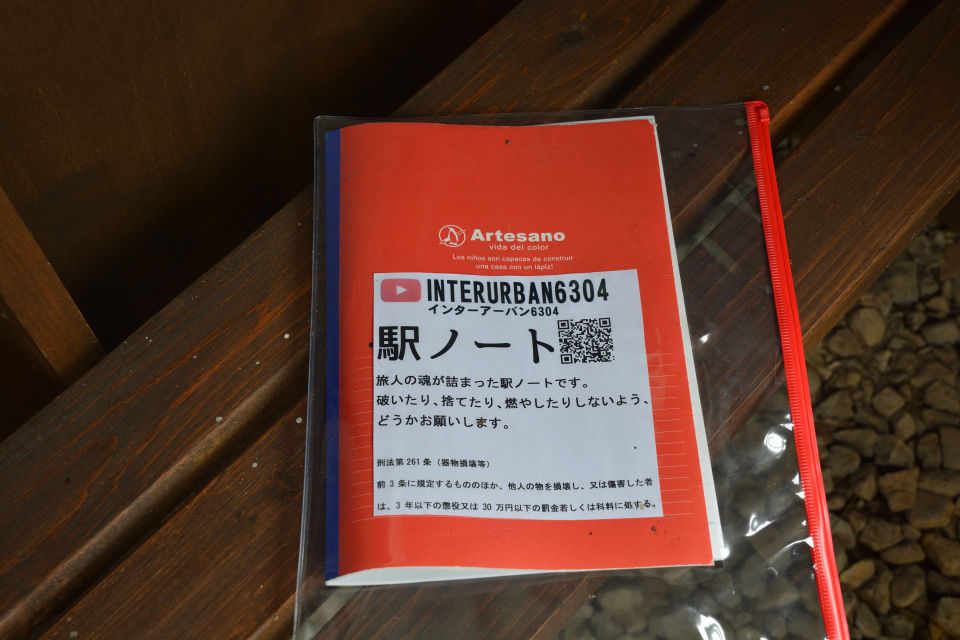 Artesano
vida del color
Los niños son capaces de construir
una casa con un lápiz!
INTERURBAN6304
インターアーバン6304
駅ノート
旅人の魂が詰まった駅ノートです。
破いたり、捨てたり、燃やしたりしないよう、
どうかお願いします。
刑法第261条（器物損壊等）
前3条に規定するもののほか、他人の物を損壊し、又は傷害した者
は、3年以下の懲役又は30万円以下の罰金若しくは科料に処する。